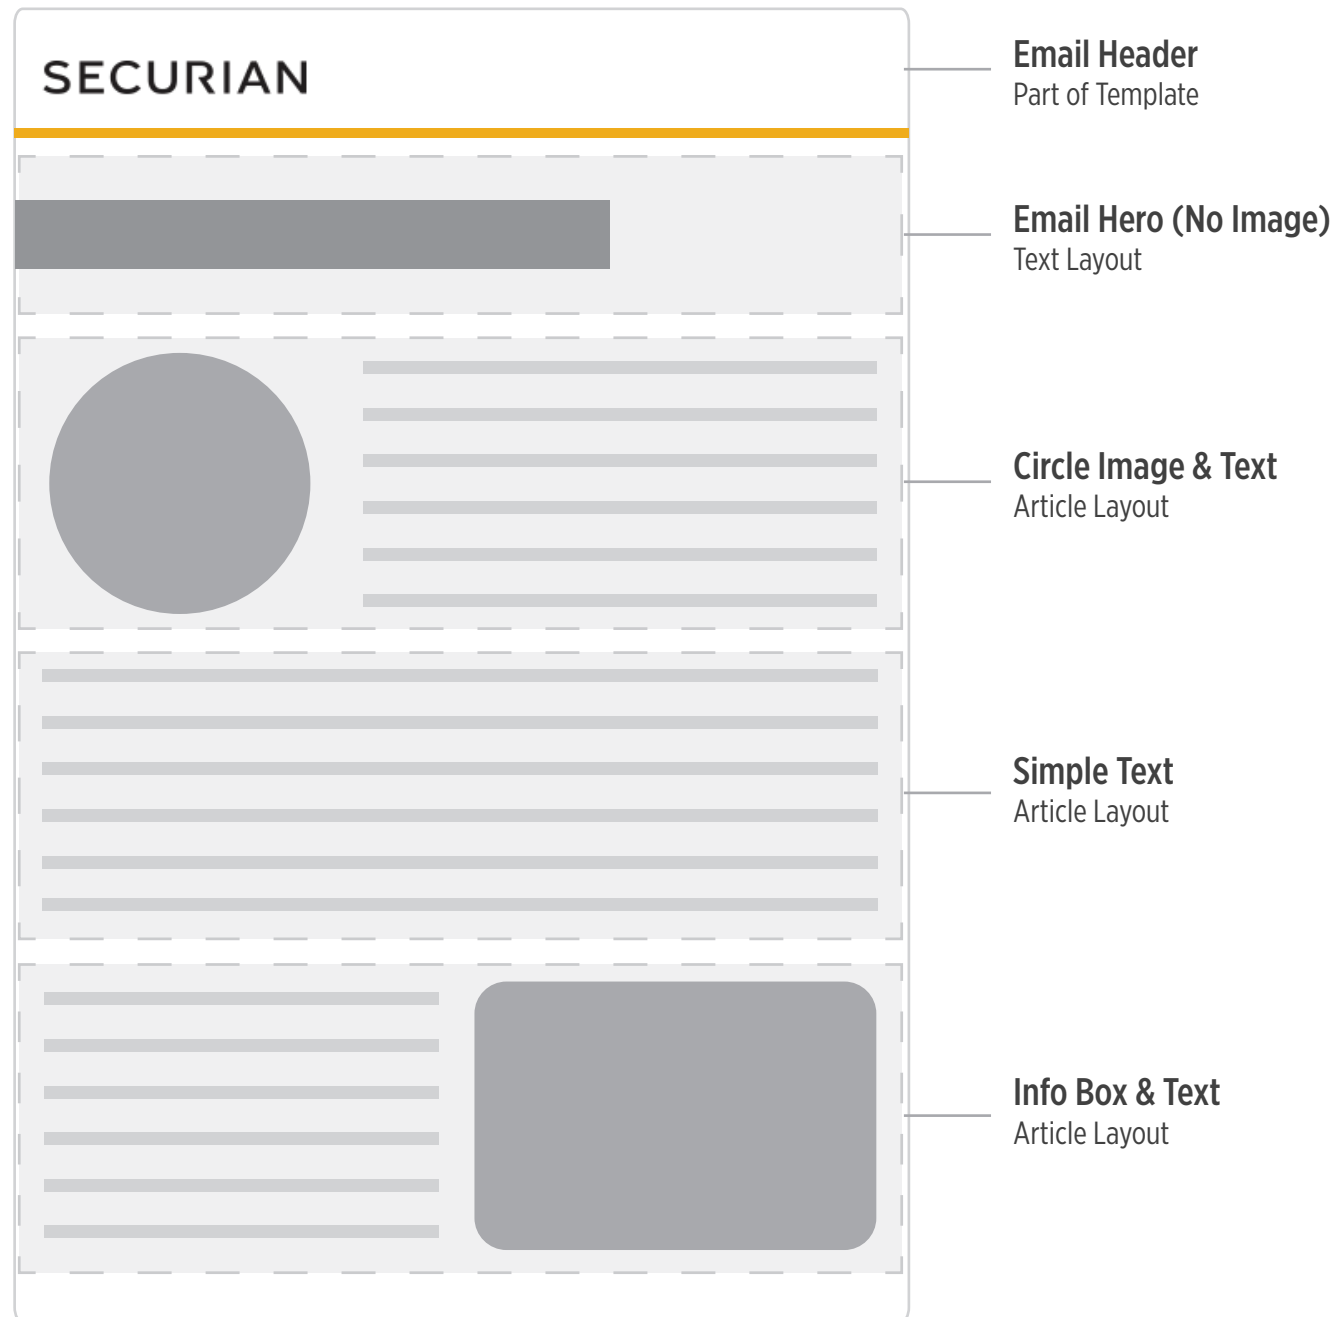 SECURIAN
Email Header
Part of Template
Email Hero (No Image)
Text Layout
Circle Image & Text
Article Layout
Simple Text
Article Layout
Info Box & Text
Article Layout